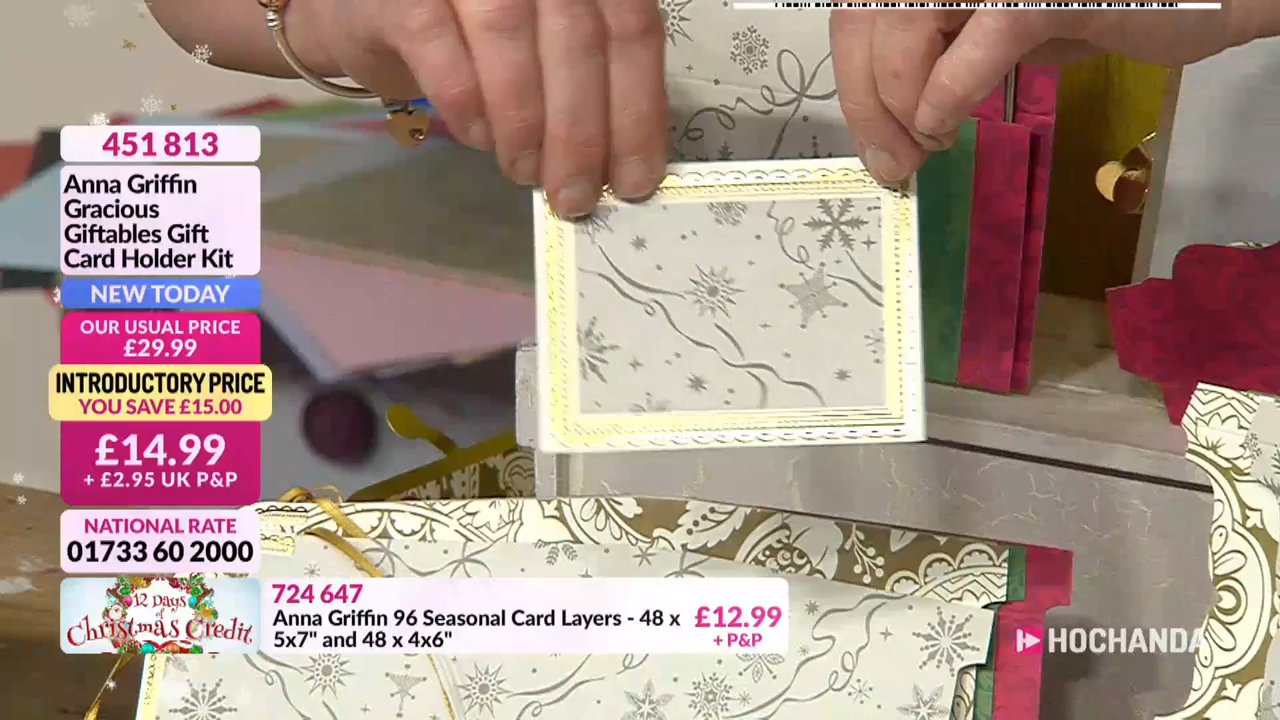 451 813
Anna Griffin
Gracious
Giftables Gift
Card Holder Kit
NEW TODAY
OUR USUAL PRICE
£29.99
INTRODUCTORY PRICE
YOU SAVE £15.00
£14.99
+ £2.95 UK P&P
NATIONAL RATE
01733 60 2000
12 Days
of
Christmas Credit
724 647
Anna Griffin 96 Seasonal Card Layers - 48 x
5x7" and 48 x 4x6"
£12.99
+ P&P
HOCHANDA